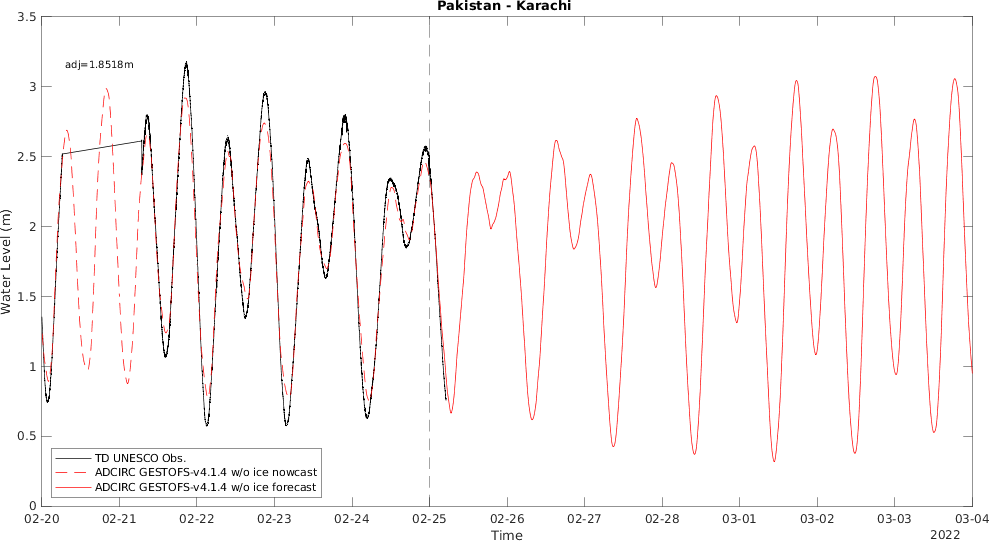 Pakistan - Karachi
3.5
adj=1.8518m
3
2.5
2
Water Level (m)
1.5
1
0.5
TD UNESCO Obs.
ADCIRC GESTOFS-v4.1.4 w/o ice nowcast
ADCIRC GESTOFS-v4.1.4 w/o ice forecast
0
02-20 02-21 02-22 02-23 02-24 02-25 02-26 02-27 02-28 03-01 03-02 03-03 03-04
Time
2022